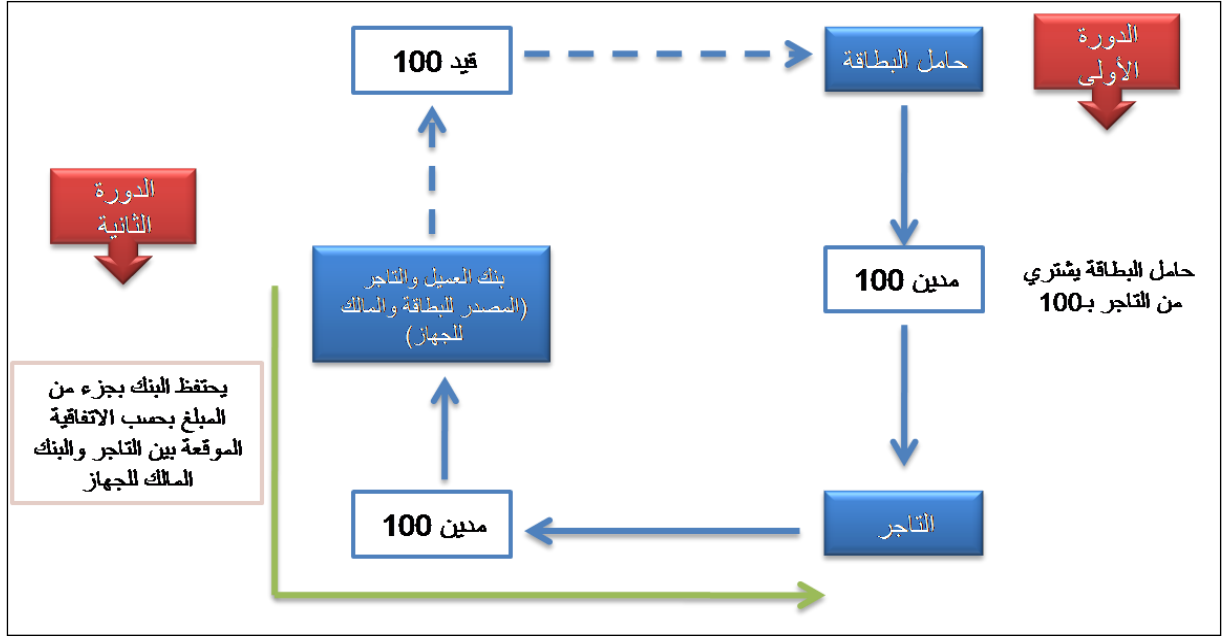 الدورة
الأولى
حامل البطاقة
قيد 100
مدين 100
حامل البطاقة يشتري
من التاجر بـ100
التاجر
مدين 100
بنك العميل والتاجر
(المصدر للبطاقة والمالك
للجهاز)
الدورة
الثانية
يحتفظ البنك بجزء من
المبلغ بحسب الاتفاقية
الموقعة بين التاجر والبنك
المالك للجهاز